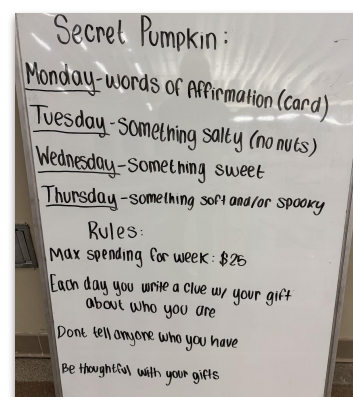 Secret Pumpkin:
Monday-words of Affirmation (card)
Tuesday-Something salty (no nuts)
Wednesday-Something sweet
Thursday-something soft and/or spooky
Rules:
Max spending for week: $25
Each day you write a clue w/ your gift
about who you are
Dont tell anyone who you have
Be thoughtful with your gifts